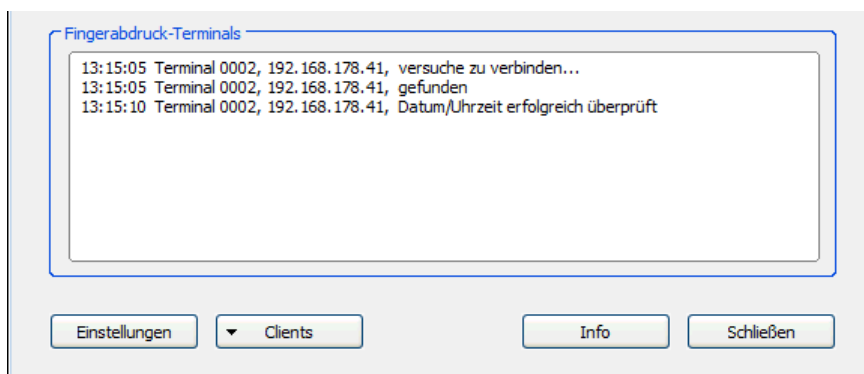 Fingerabdruck-Terminals
13:15:05 Terminal 0002, 192.168.178.41, versuche zu verbinden...
13:15:05 Terminal 0002, 192.168.178.41, gefunden
13:15:10 Terminal 0002, 192.168.178.41, Datum/Uhrzeit erfolgreich überprüft
Einstellungen Clients Info Schließen